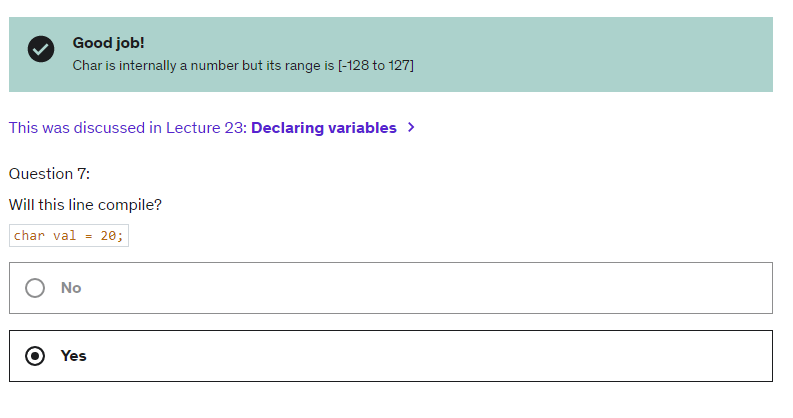 Good job!
Char is internally a number but its range is [-128 to 127]
This was discussed in Lecture 23: Declaring variables >
Question 7:
Will this line compile?
char val = 20;
No
Yes